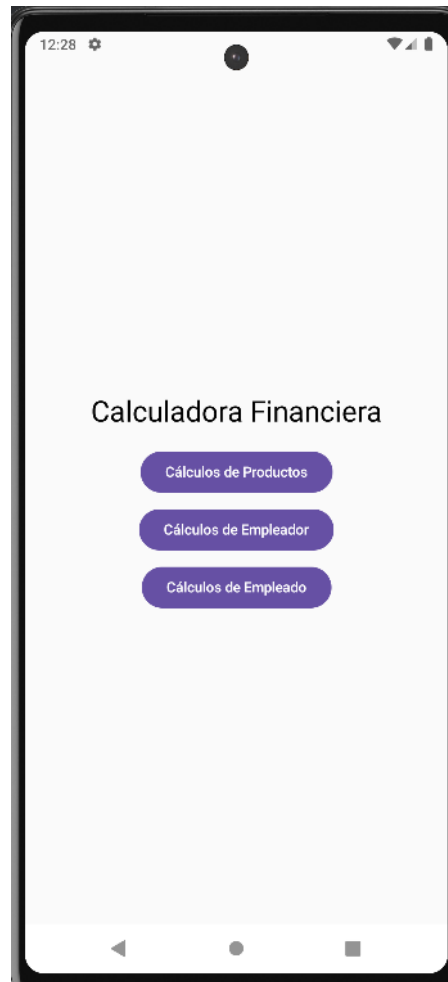 12:28
Calculadora Financiera
Cálculos de Productos
Cálculos de Empleador
Cálculos de Empleado